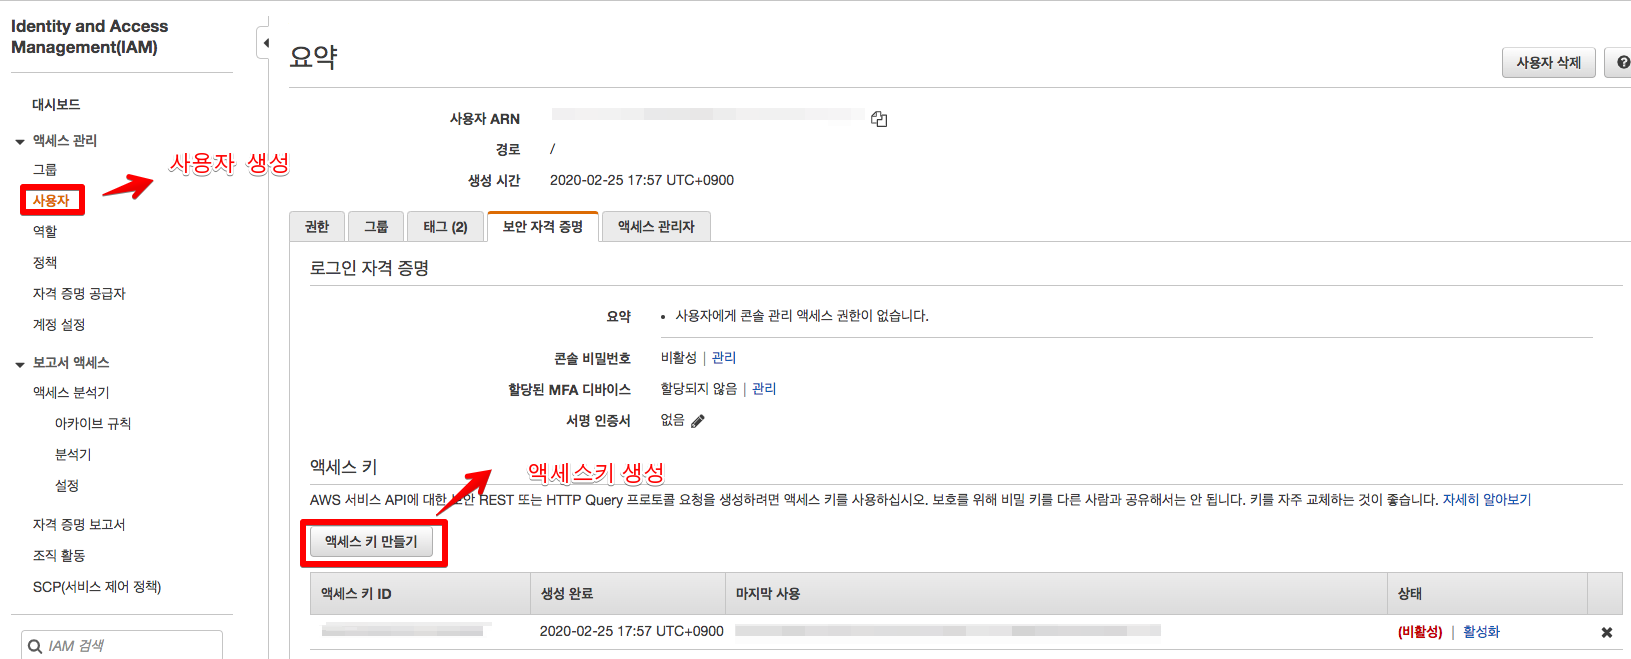 Identity and Access
Management(IAM)
대시보드
액세스 관리
그룹
사용자
사용자 생성
역할
정책
자격 증명 공급자
계정 설정
보고서 액세스
액세스 분석기
아카이브 규칙
분석기
설정
자격 증명 보고서
조직 활동
SCP(서비스 제어 정책)
IAM 검색
요약
사용자 삭제
사용자 ARN
경로 /
생성 시간 2020-02-25 17:57 UTC+0900
권한 그룹 태그 (2) 보안 자격 증명 액세스 관리자
로그인 자격 증명
요약 • 사용자에게 콘솔 관리 액세스 권한이 없습니다.
콘솔 비밀번호 비활성 | 관리
할당된 MFA 디바이스 할당되지 않음 | 관리
서명 인증서 없음
액세스 키
액세스키 생성
AWS 서비스 API에 대한 보안 REST 또는 HTTP Query 프로토콜 요청을 생성하려면 액세스 키를 사용하십시오. 보호를 위해 비밀 키를 다른 사람과 공유해서는 안 됩니다. 키를 자주 교체하는 것이 좋습니다. 자세히 알아보기
액세스 키 만들기
액세스 키 ID 생성 완료 마지막 사용 상태
2020-02-25 17:57 UTC+0900 (비활성) | 활성화